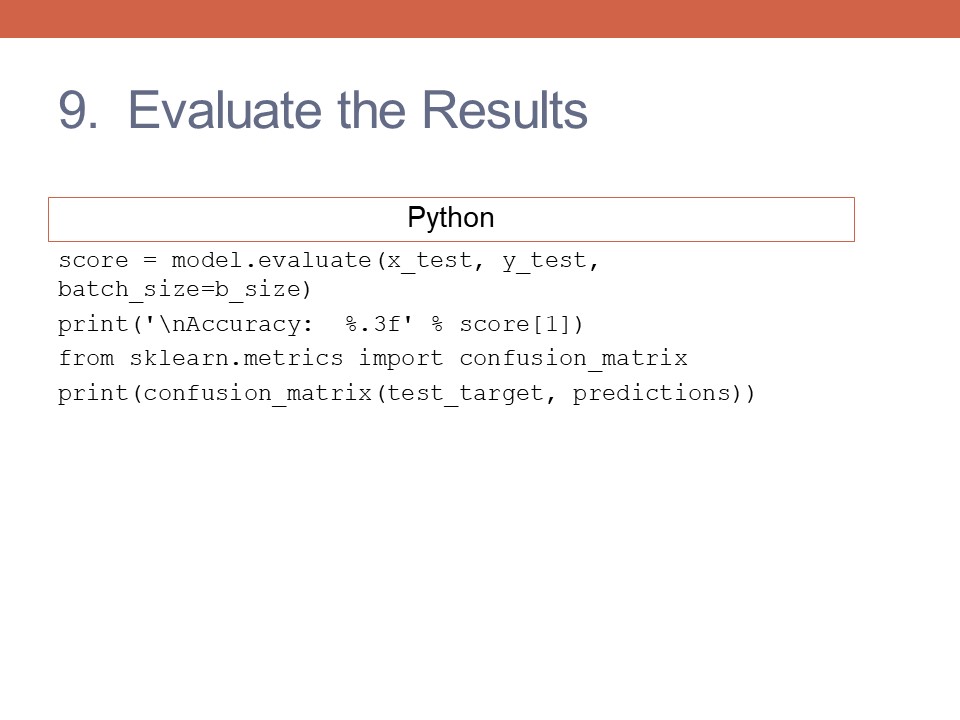 9.  Evaluate the Results
Python
score = model.evaluate(x_test, y_test,
batch_size=b_size)
print('\nAccuracy:  %.3f' % score[1])
from sklearn.metrics import confusion_matrix
print(confusion_matrix(test_target, predictions))